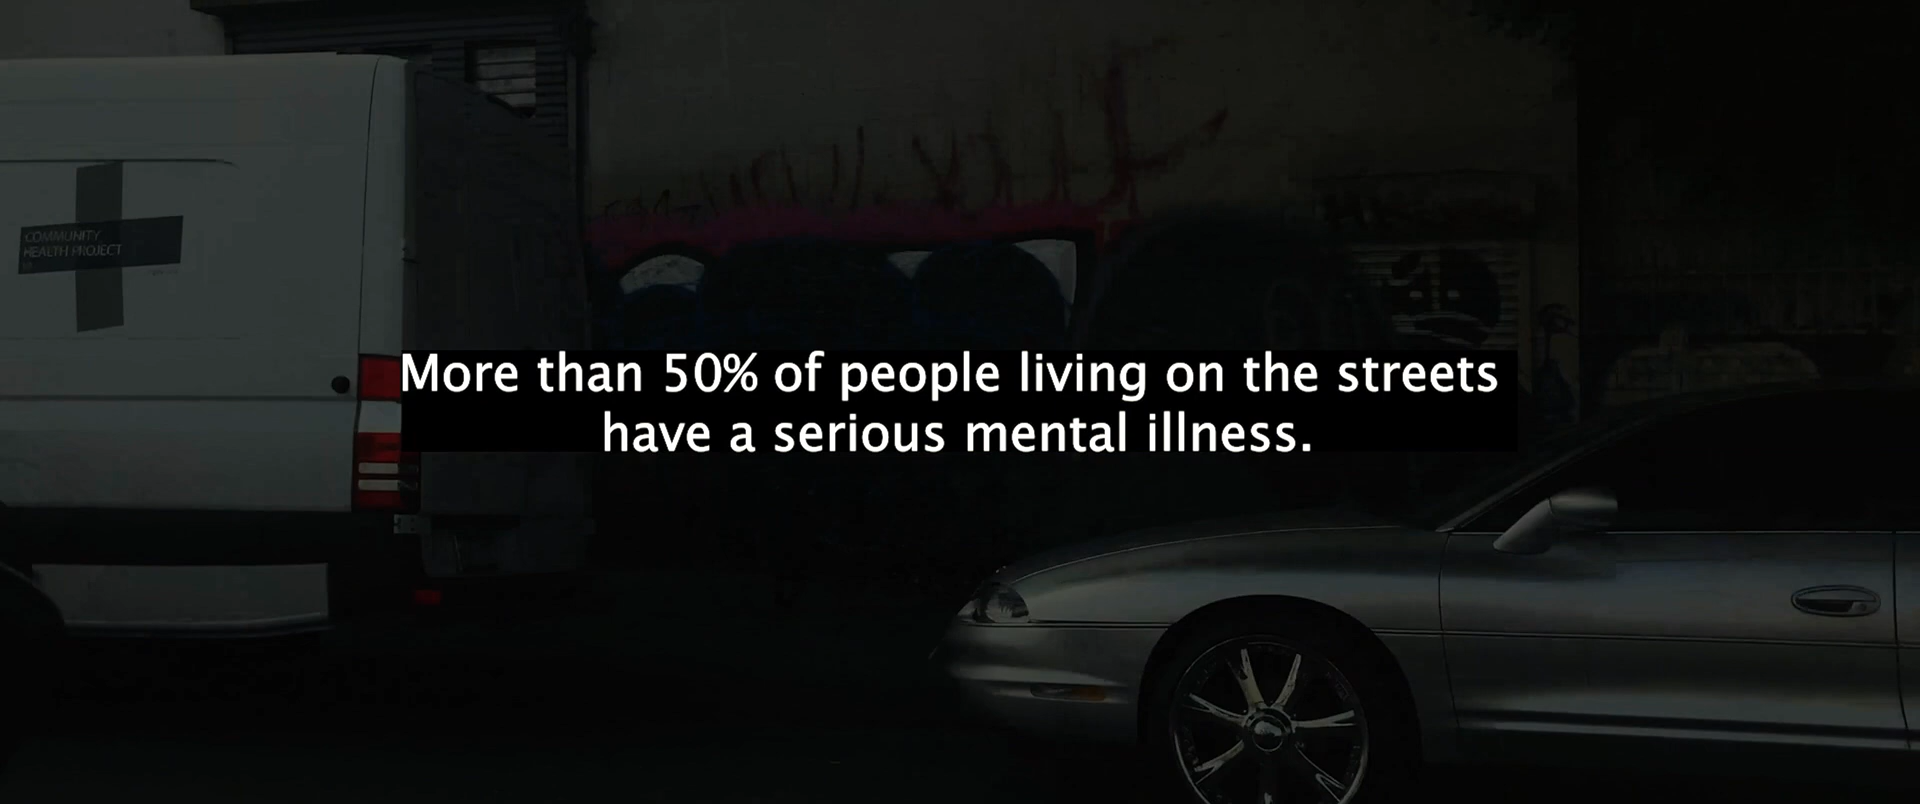 COMMUNITY
HEALTH PROJECT
More than 50% of people living on the streets
have a serious mental illness.